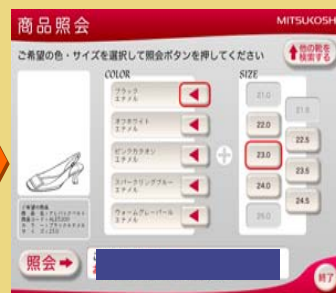 商品照会
MITSUKOSHI
ご希望の色・サイズを選択して照会ボタンを押してください
他の靴を
検索する
COLOR
SIZE
ブラック
エナメル
オフホワイト
エナメル
ピンクカクオン
エナメル
スパークリングブルー
エナメル
ウォームグレーパール
エナメル
21.0
21.5
22.0
22.5
23.0
23.5
24.0
24.5
25.0
照会
終了